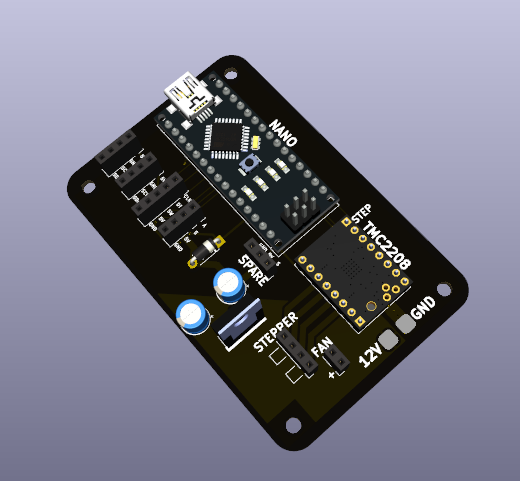 NANO
STEP
TMC2208
SPARE
STEPPER
FAN
+
12V
GND